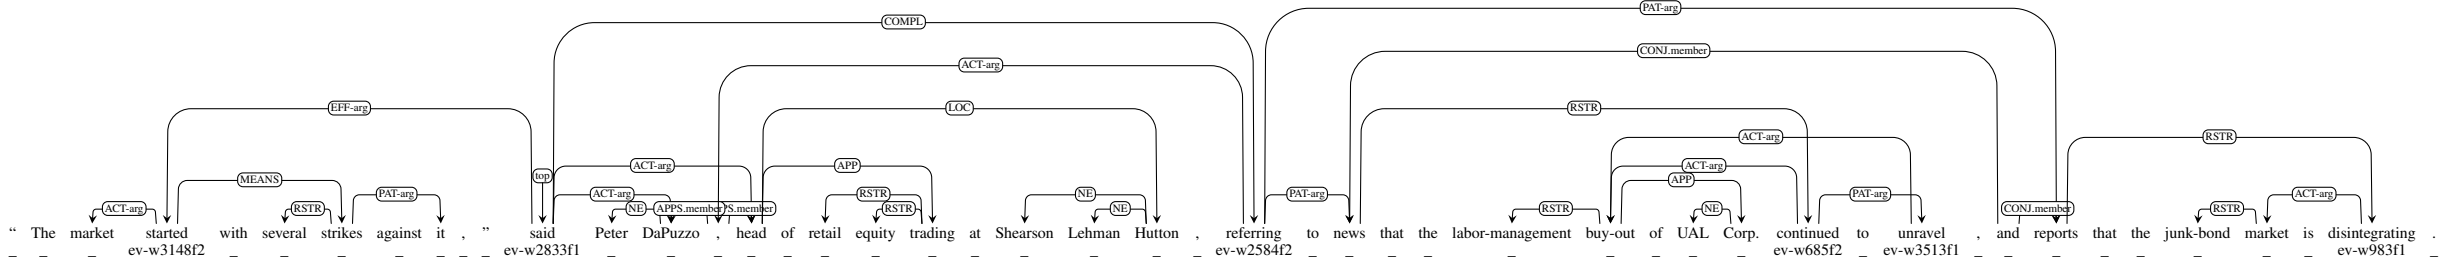 COMPL
PAT-arg
CONJ.member
ACT-arg
EFF-arg LOC RSTR
ACT-arg RSTR
top ACT-arg APP ACT-arg
MEANS APP
ACT-arg RSTR PAT-arg ACT-arg NE APPS.member S.member RSTR RSTR NE NE PAT-arg RSTR NE PAT-arg CONJ.member RSTR ACT-arg
“ The market started with several strikes against it , ” said Peter DaPuzzo , head of retail equity trading at Shearson Lehman Hutton , referring to news that the labor-management buy-out of UAL Corp. continued to unravel , and reports that the junk-bond market is disintegrating .
_ _ _ ev-w3148f2 _ _ _ _ _ _ _ ev-w2833f1 _ _ _ _ _ _ _ _ _ _ _ _ _ ev-w2584f2 _ _ _ _ _ _ _ _ _ ev-w685f2 _ ev-w3513f1 _ _ _ _ _ _ _ _ ev-w983f1 _